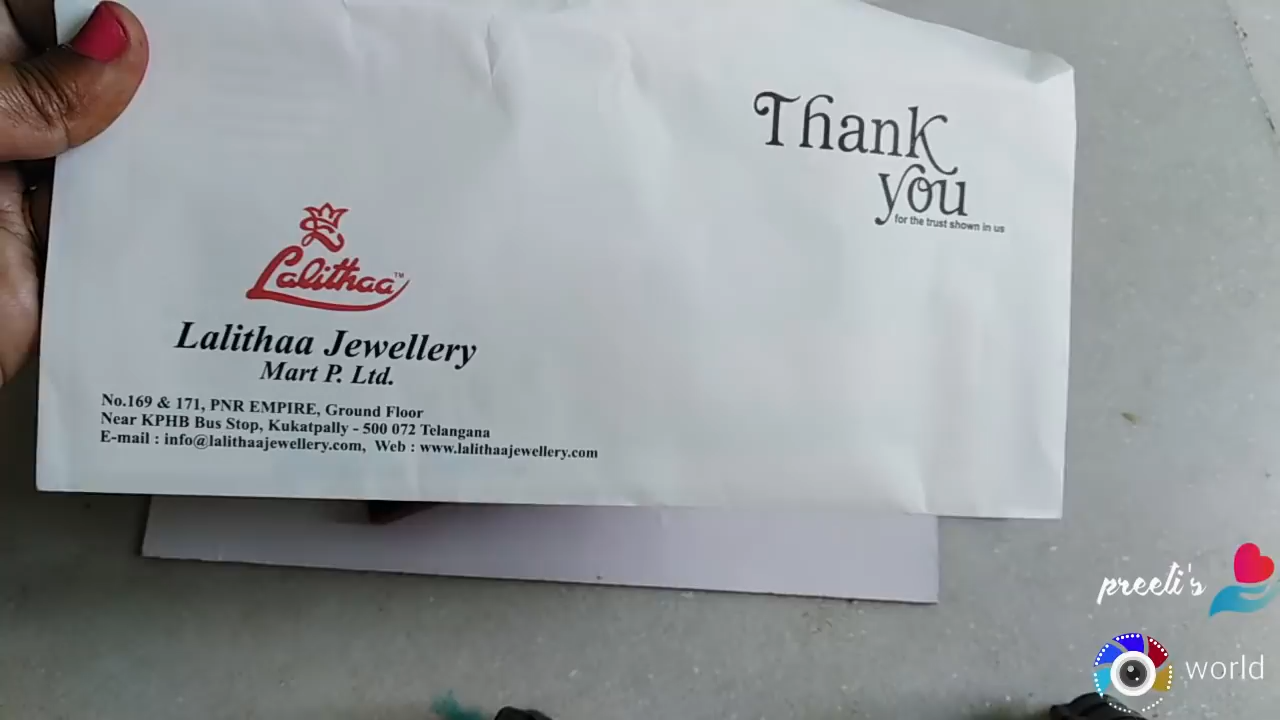 Thank
you
for the trust shown in us
Lalithaa™
Lalithaa Jewellery
Mart P. Ltd.
No.169 & 171, PNR EMPIRE, Ground Floor
Near KPHB Bus Stop, Kukatpally - 500 072 Telangana
E-mail : info@lalithaajewellery.com, Web : www.lalithaajewellery.com
preeti's
world